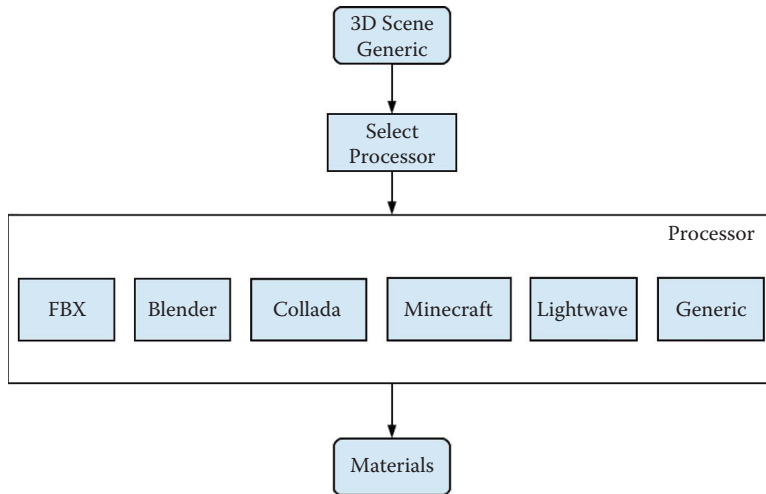 3D Scene
Generic
Select
Processor
Processor
FBX
Blender
Collada
Minecraft
Lightwave
Generic
Materials